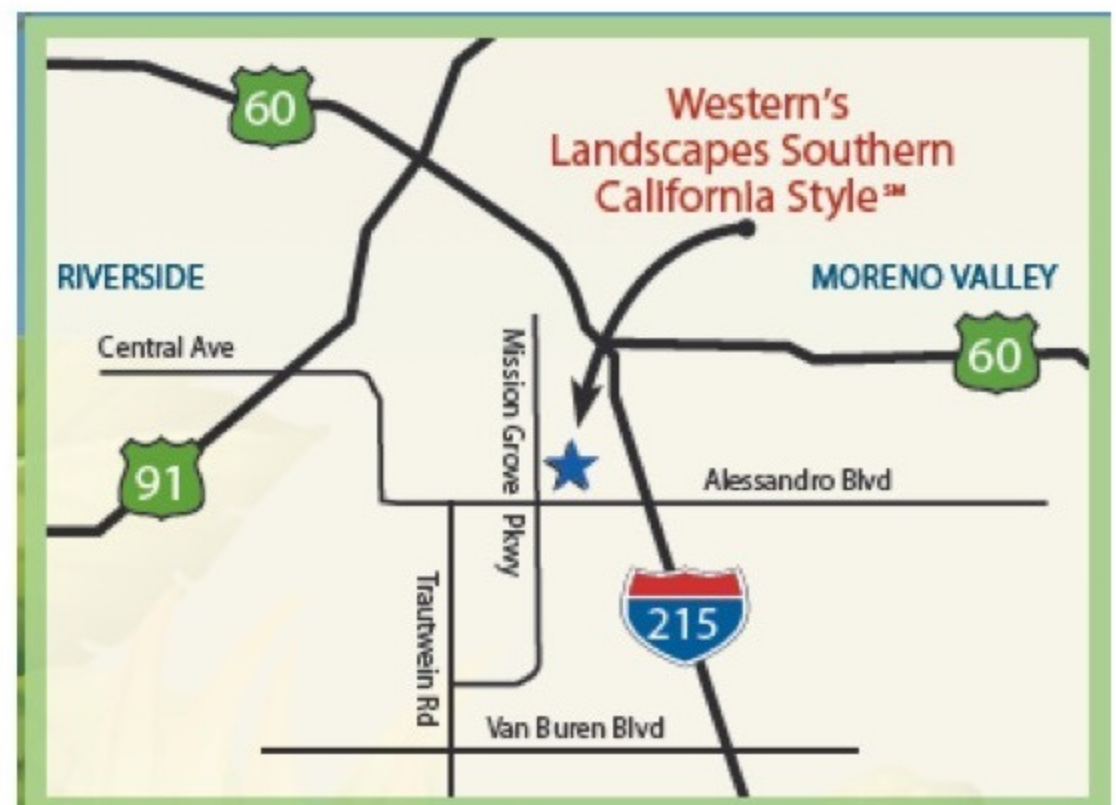 60
Western's
Landscapes Southern
California Style℠
RIVERSIDE
MORENO VALLEY
Central Ave
Mission Grove Pkwy
60
91
Alessandro Blvd
215
Trautwein Rd
Van Buren Blvd